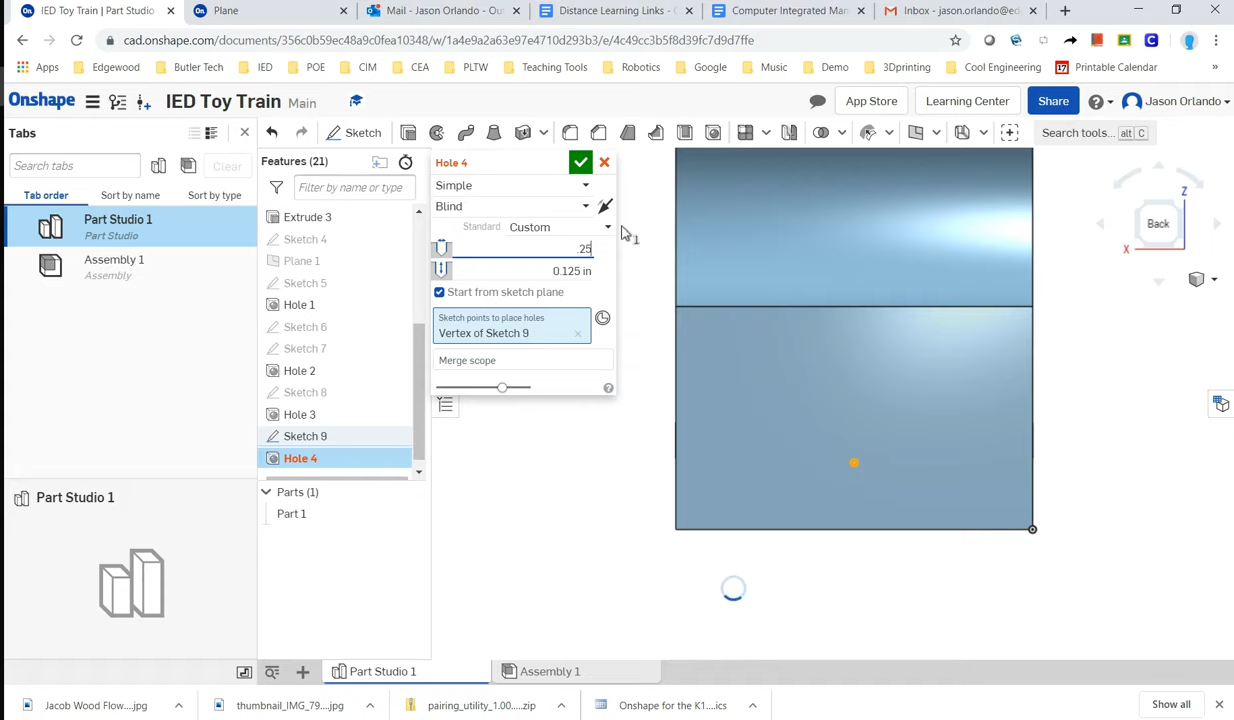 IED Toy Train | Part Studio
Plane
Mail - Jason Orlando - Out
Distance Learning Links - G
Computer Integrated Man
Inbox - jason.orlando@ed
cad.onshape.com/documents/356c0b59ec48a9c0fea10348/w/1a4e9a2a63e97e4710d293b3/e/4c49cc3b5f8d39fc7d9d7ffe
Apps
Edgewood
Butler Tech
IED
POE
CIM
CEA
PLTW
Teaching Tools
Robotics
Google
Music
Demo
3Dprinting
Cool Engineering
17
Printable Calendar
»
Onshape
IED Toy Train Main
App Store
Learning Center
Share
Jason Orlando
Tabs
Sketch
Search tools...
alt C
Search tabs
Clear
Tab order
Sort by name
Sort by type
Part Studio 1
Part Studio
Assembly 1
Assembly
Features (21)
Filter by name or type
Extrude 3
Sketch 4
Plane 1
Sketch 5
Hole 1
Sketch 6
Sketch 7
Hole 2
Sketch 8
Hole 3
Sketch 9
Hole 4
Parts (1)
Part 1
Hole 4
Simple
Blind
Standard Custom
.25
0.125 in
Start from sketch plane
Sketch points to place holes
Vertex of Sketch 9
Merge scope
1
Z
Back
X
Part Studio 1
Part Studio 1
Assembly 1
Jacob Wood Flow....jpg
thumbnail_IMG_79....jpg
pairing_utility_1.00....zip
Onshape for the K1....ics
Show all